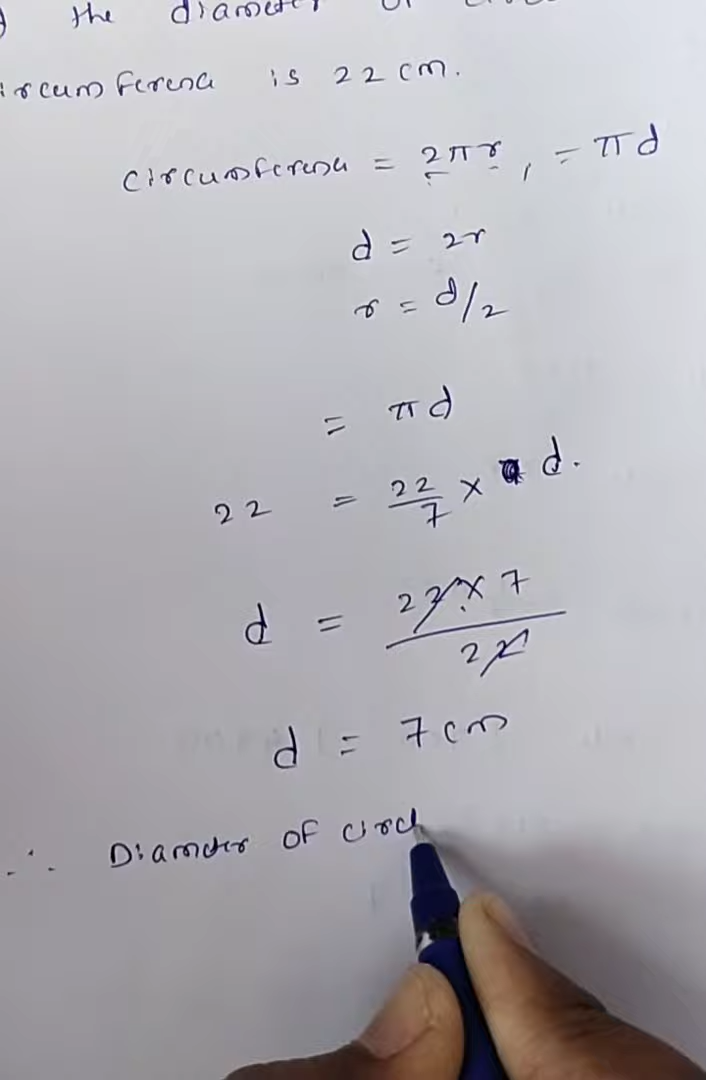 the diameter
circumference is 22 cm.
circumference = 2πr, = πd
d = 2r
r = d/2
= πd
22 = 22/7 × d.
d = 22 × 7 / 22
d = 7 cm
∴ Diameter of circl